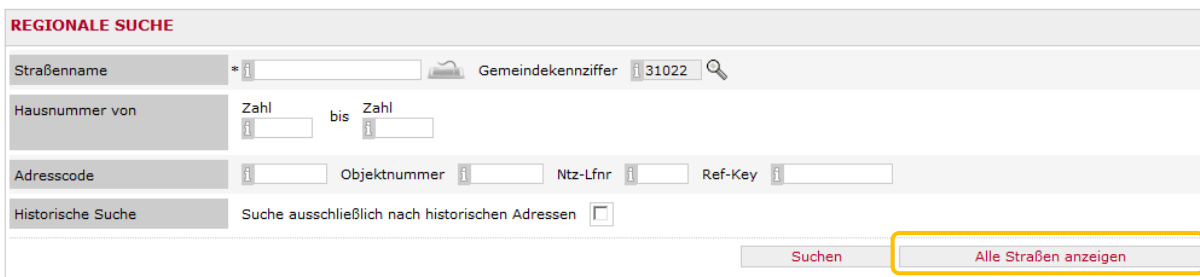 REGIONALE SUCHE
Straßenname * Gemeindekennziffer 31022
Hausnummer von Zahl bis Zahl
Adresscode Objektnummer Ntz-Lfnr Ref-Key
Historische Suche Suche ausschließlich nach historischen Adressen
Suchen Alle Straßen anzeigen